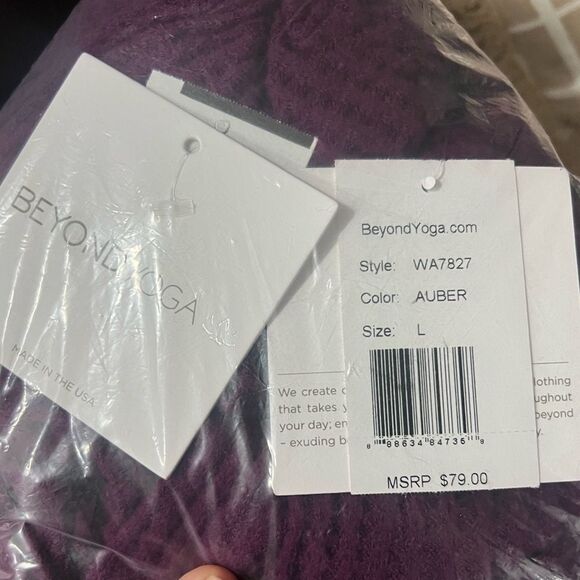 BEYOND YOGA
MADE IN THE USA
BeyondYoga.com
Style: WA7827
Color: AUBER
Size: L
MSRP $79.00
We create
that takes
your day;
– exuding
lothing
ughout
beyond